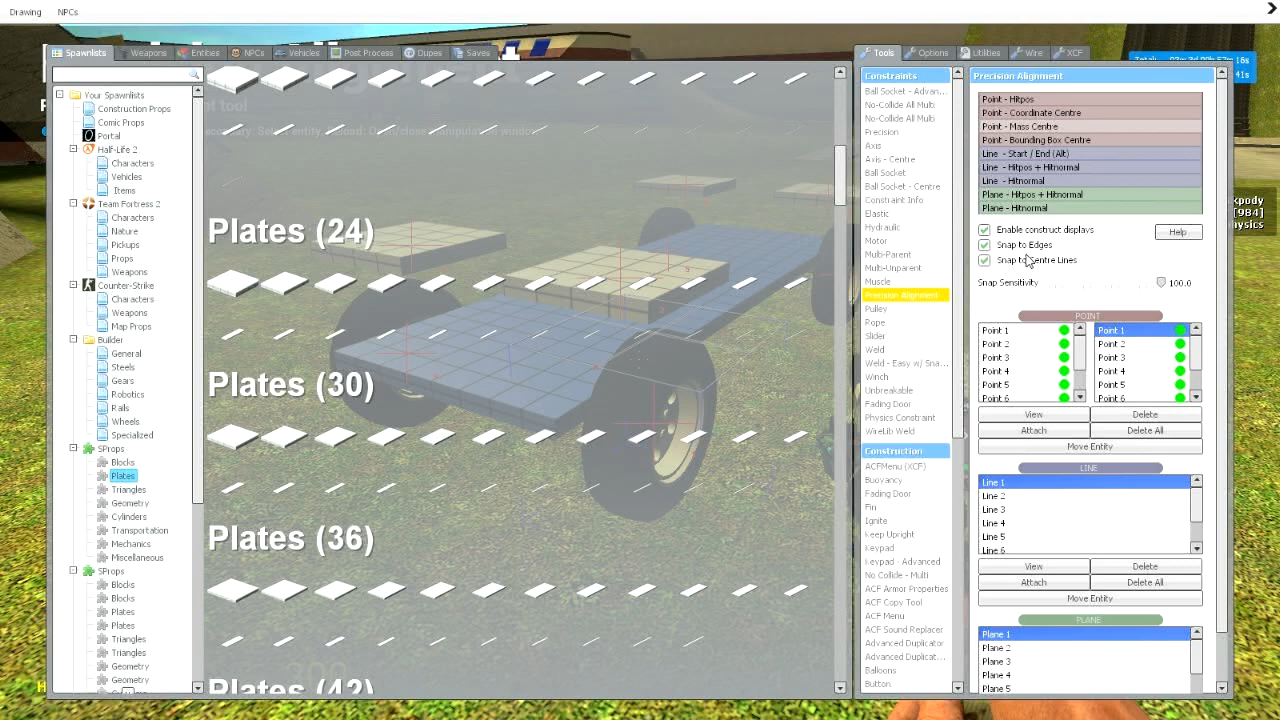 Drawing NPCs
Spawnlists Weapons Entities NPCs Vehicles Post Process Dupes Saves
Your Spawnlists
Construction Props
Comic Props
Portal
Half-Life 2
Characters
Vehicles
Items
Team Fortress 2
Characters
Nature
Pickups
Props
Weapons
Counter-Strike
Characters
Weapons
Map Props
Builder
General
Steels
Gears
Robotics
Rails
Wheels
Specialized
SProps
Blocks
Plates
Triangles
Geometry
Cylinders
Transportation
Mechanics
Miscellaneous
SProps
Blocks
Blocks
Plates
Plates
Triangles
Triangles
Geometry
Geometry
Plates (24)
Plates (30)
Plates (36)
Plates (42)
Tools Options Utilities Wire XCF
Constraints
Ball Socket - Advan...
No-Collide All Multi
No-Collide All Multi
Precision
Axis
Axis - Centre
Ball Socket
Ball Socket - Centre
Constraint Info
Elastic
Hydraulic
Motor
Multi-Parent
Multi-Unparent
Muscle
Precision Alignment
Pulley
Rope
Slider
Weld
Weld - Easy w/ Sna...
Winch
Unbreakable
Fading Door
Physics Constraint
WireLib Weld
Construction
ACFMenu (XCF)
Buoyancy
Fading Door
Fin
Ignite
Keep Upright
Keypad
Keypad - Advanced
No Collide - Multi
ACF Armor Properties
ACF Copy Tool
ACF Menu
ACF Sound Replacer
Advanced Duplicator
Advanced Duplicat...
Balloons
Button
Precision Alignment
Point - Hitpos
Point - Coordinate Centre
Point - Mass Centre
Point - Bounding Box Centre
Line - Start / End (Alt)
Line - Hitpos + Hitnormal
Line - Hitnormal
Plane - Hitpos + Hitnormal
Plane - Hitnormal
Enable construct displays Help
Snap to Edges
Snap to Centre Lines
Snap Sensitivity 100.0
POINT
Point 1 Point 1
Point 2 Point 2
Point 3 Point 3
Point 4 Point 4
Point 5 Point 5
Point 6 Point 6
View Delete
Attach Delete All
Move Entity
LINE
Line 1
Line 2
Line 3
Line 4
Line 5
Line 6
View Delete
Attach Delete All
Move Entity
PLANE
Plane 1
Plane 2
Plane 3
Plane 4
Plane 5
[984]